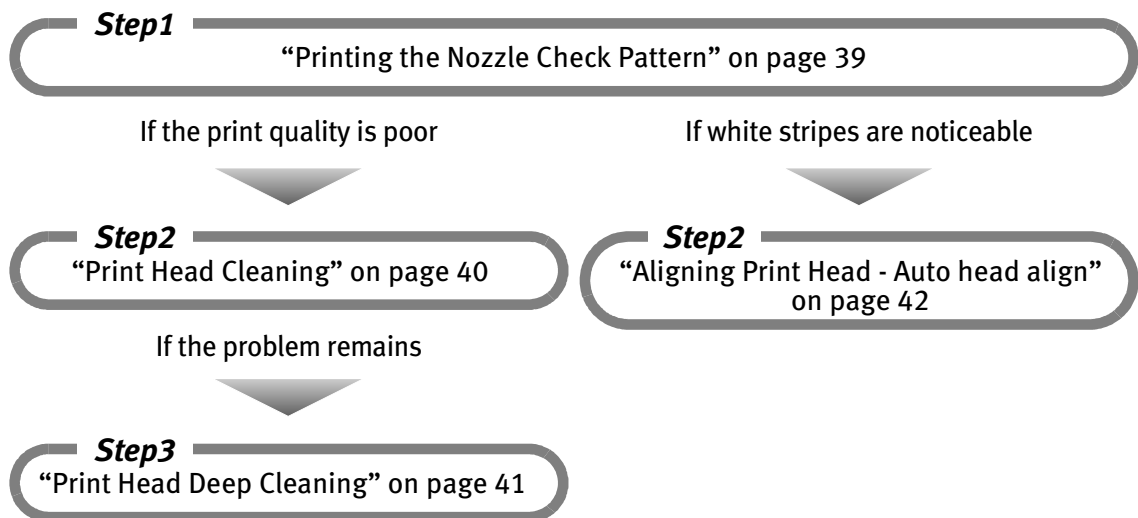 Step1
“Printing the Nozzle Check Pattern” on page 39
If the print quality is poor
If white stripes are noticeable
Step2
“Print Head Cleaning” on page 40
Step2
“Aligning Print Head - Auto head align”
on page 42
If the problem remains
Step3
“Print Head Deep Cleaning” on page 41